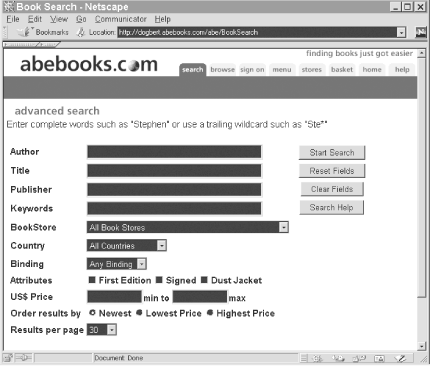 Book Search - Netscape
File Edit View Go Communicator Help
Bookmarks Location: http://dogbert.abebooks.com/abe/BookSearch
finding books just got easier
abebooks.com
search browse sign on menu stores basket home help
advanced search
Enter complete words such as "Stephen" or use a trailing wildcard such as "Ste*"
Author Start Search
Title Reset Fields
Publisher Clear Fields
Keywords Search Help
BookStore All Book Stores
Country All Countries
Binding Any Binding
Attributes First Edition Signed Dust Jacket
US$ Price min to max
Order results by Newest Lowest Price Highest Price
Results per page 30
Document: Done